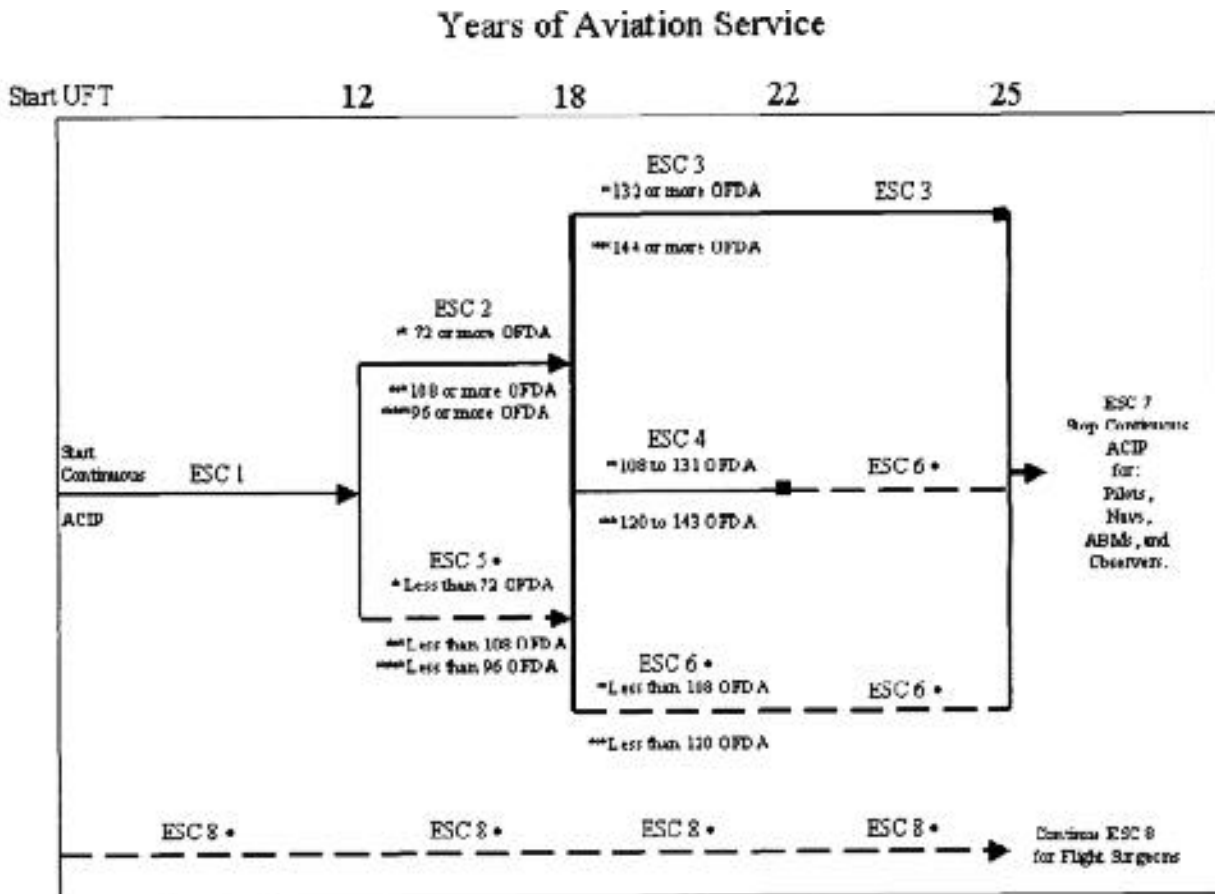 Years of Aviation Service
Start UFT 12 18 22 25
ESC 3
*132 or more OFDA
ESC 3
***144 or more OFDA
ESC 2
* 72 or more OFDA
***108 or more OFDA
****96 or more OFDA
Start
Continuous
ESC 1
ACIP
ESC 4
*108 to 131 OFDA
ESC 6 •
***120 to 143 OFDA
ESC 7
Stop Continuous
ACIP
for:
Pilots,
Navs,
ABMs, and
Observers.
ESC 5 •
* Less than 72 OFDA
***Less than 108 OFDA
****Less than 96 OFDA
ESC 6 •
*Less than 108 OFDA
ESC 6 •
***Less than 120 OFDA
ESC 8 • ESC 8 • ESC 8 • ESC 8 •
Continue ESC 8
for Flight Surgeons